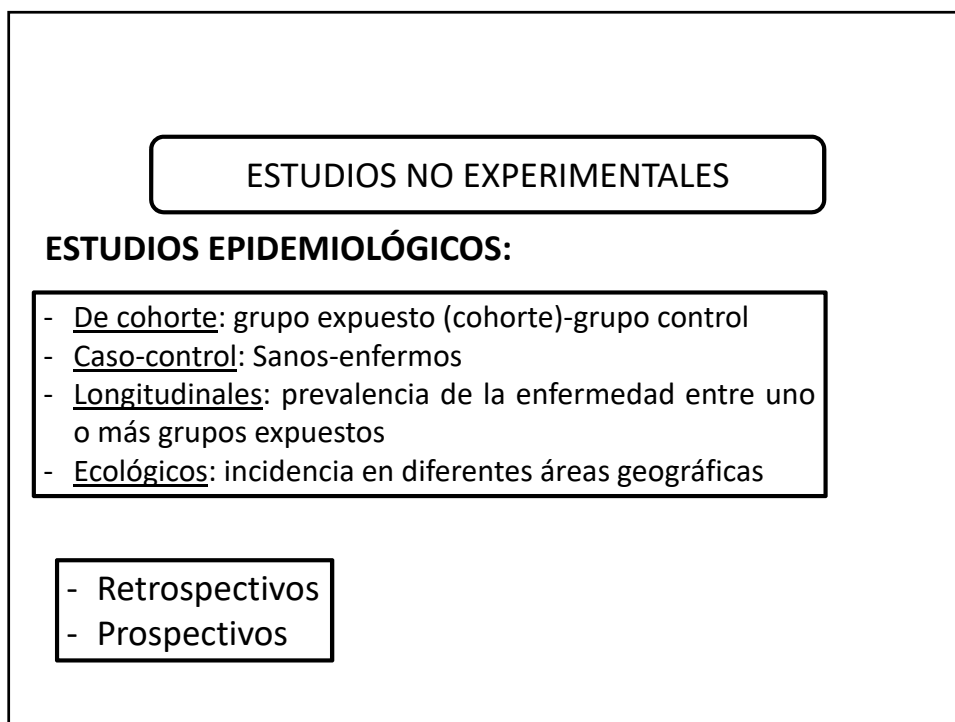 ESTUDIOS NO EXPERIMENTALES
ESTUDIOS EPIDEMIOLÓGICOS:
- De cohorte: grupo expuesto (cohorte)-grupo control
- Caso-control: Sanos-enfermos
- Longitudinales: prevalencia de la enfermedad entre uno
o más grupos expuestos
- Ecológicos: incidencia en diferentes áreas geográficas
- Retrospectivos
- Prospectivos